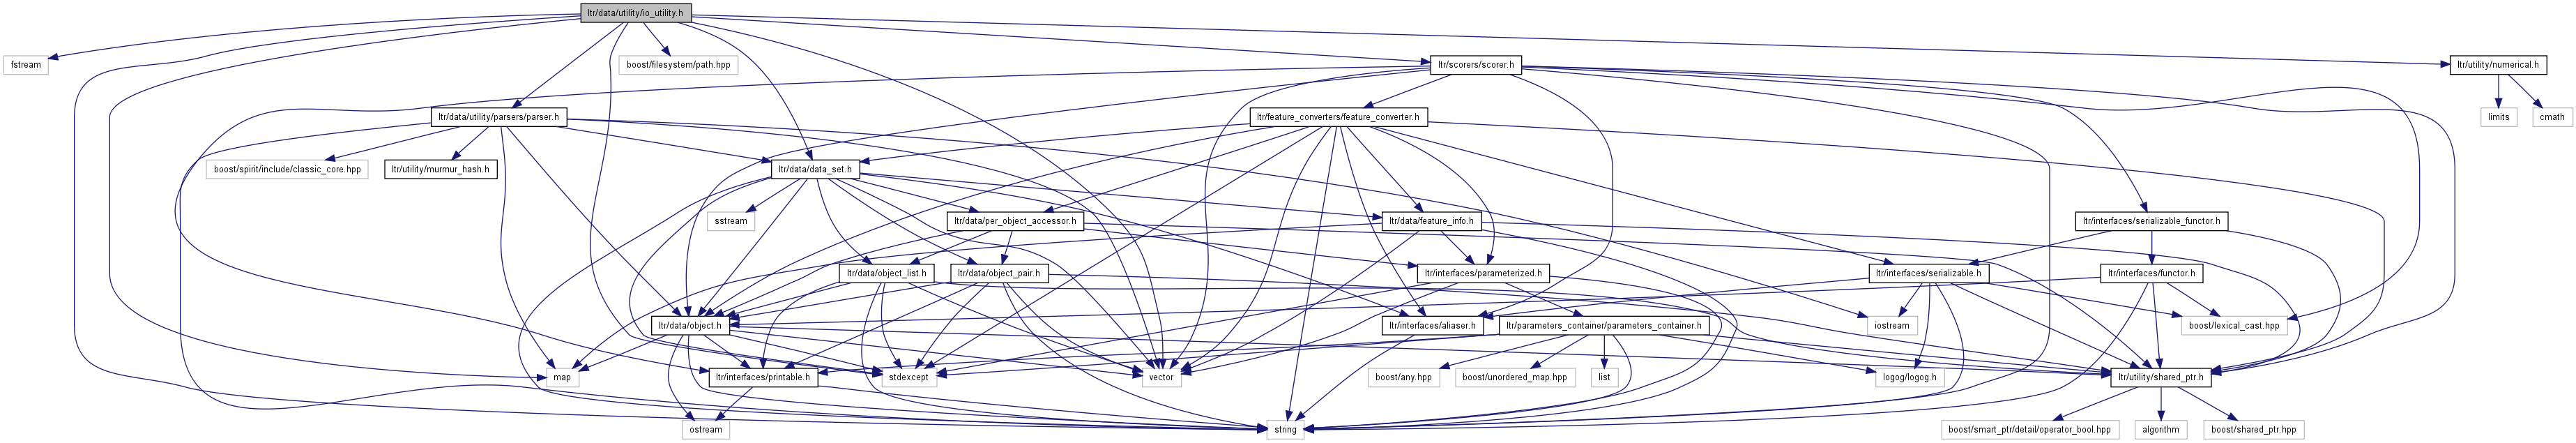 ltr/data/utility/io_utility.h
fstream
boost/filesystem/path.hpp
ltr/scorers/scorer.h
ltr/utility/numerical.h
ltr/data/utility/parsers/parser.h
ltr/feature_converters/feature_converter.h
limits
cmath
boost/spirit/include/classic_core.hpp
ltr/utility/murmur_hash.h
ltr/data/data_set.h
sstream
ltr/data/per_object_accessor.h
ltr/data/feature_info.h
ltr/interfaces/serializable_functor.h
ltr/data/object_list.h
ltr/data/object_pair.h
ltr/interfaces/parameterized.h
ltr/interfaces/serializable.h
ltr/interfaces/functor.h
ltr/data/object.h
ltr/interfaces/aliaser.h
ltr/parameters_container/parameters_container.h
iostream
boost/lexical_cast.hpp
map
ltr/interfaces/printable.h
stdexcept
vector
boost/any.hpp
boost/unordered_map.hpp
list
logog/logog.h
ltr/utility/shared_ptr.h
ostream
string
boost/smart_ptr/detail/operator_bool.hpp
algorithm
boost/shared_ptr.hpp